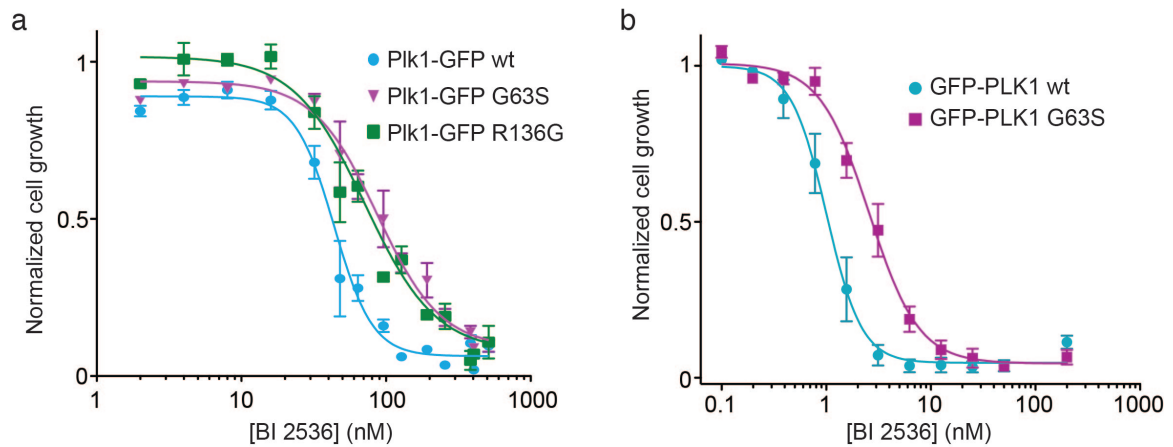 a
Normalized cell growth
1
0.5
0
1
10
100
1000
[BI 2536] (nM)
Plk1-GFP wt
Plk1-GFP G63S
Plk1-GFP R136G
b
Normalized cell growth
1
0.5
0
0.1
1
10
100
1000
[BI 2536] (nM)
GFP-PLK1 wt
GFP-PLK1 G63S